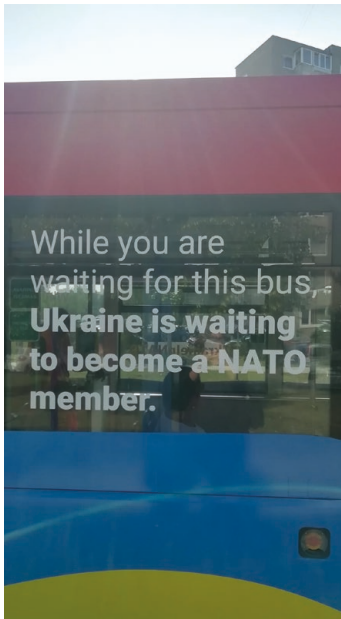 While you are
waiting for this bus,
Ukraine is waiting
to become a NATO
member.